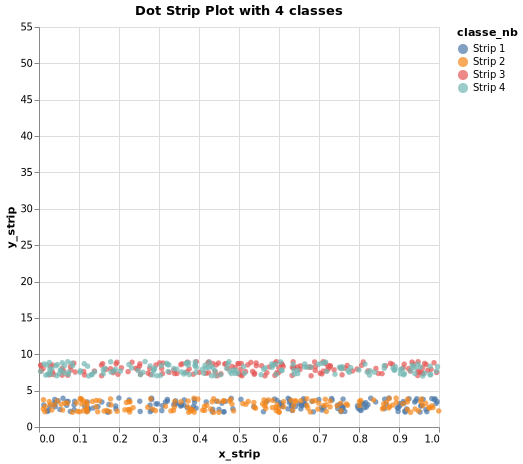 Dot Strip Plot with 4 classes
classe_nb
Strip 1
Strip 2
Strip 3
Strip 4
55
50
45
40
35
30
25
20
15
10
5
0
y_strip
0.0 0.1 0.2 0.3 0.4 0.5 0.6 0.7 0.8 0.9 1.0
x_strip